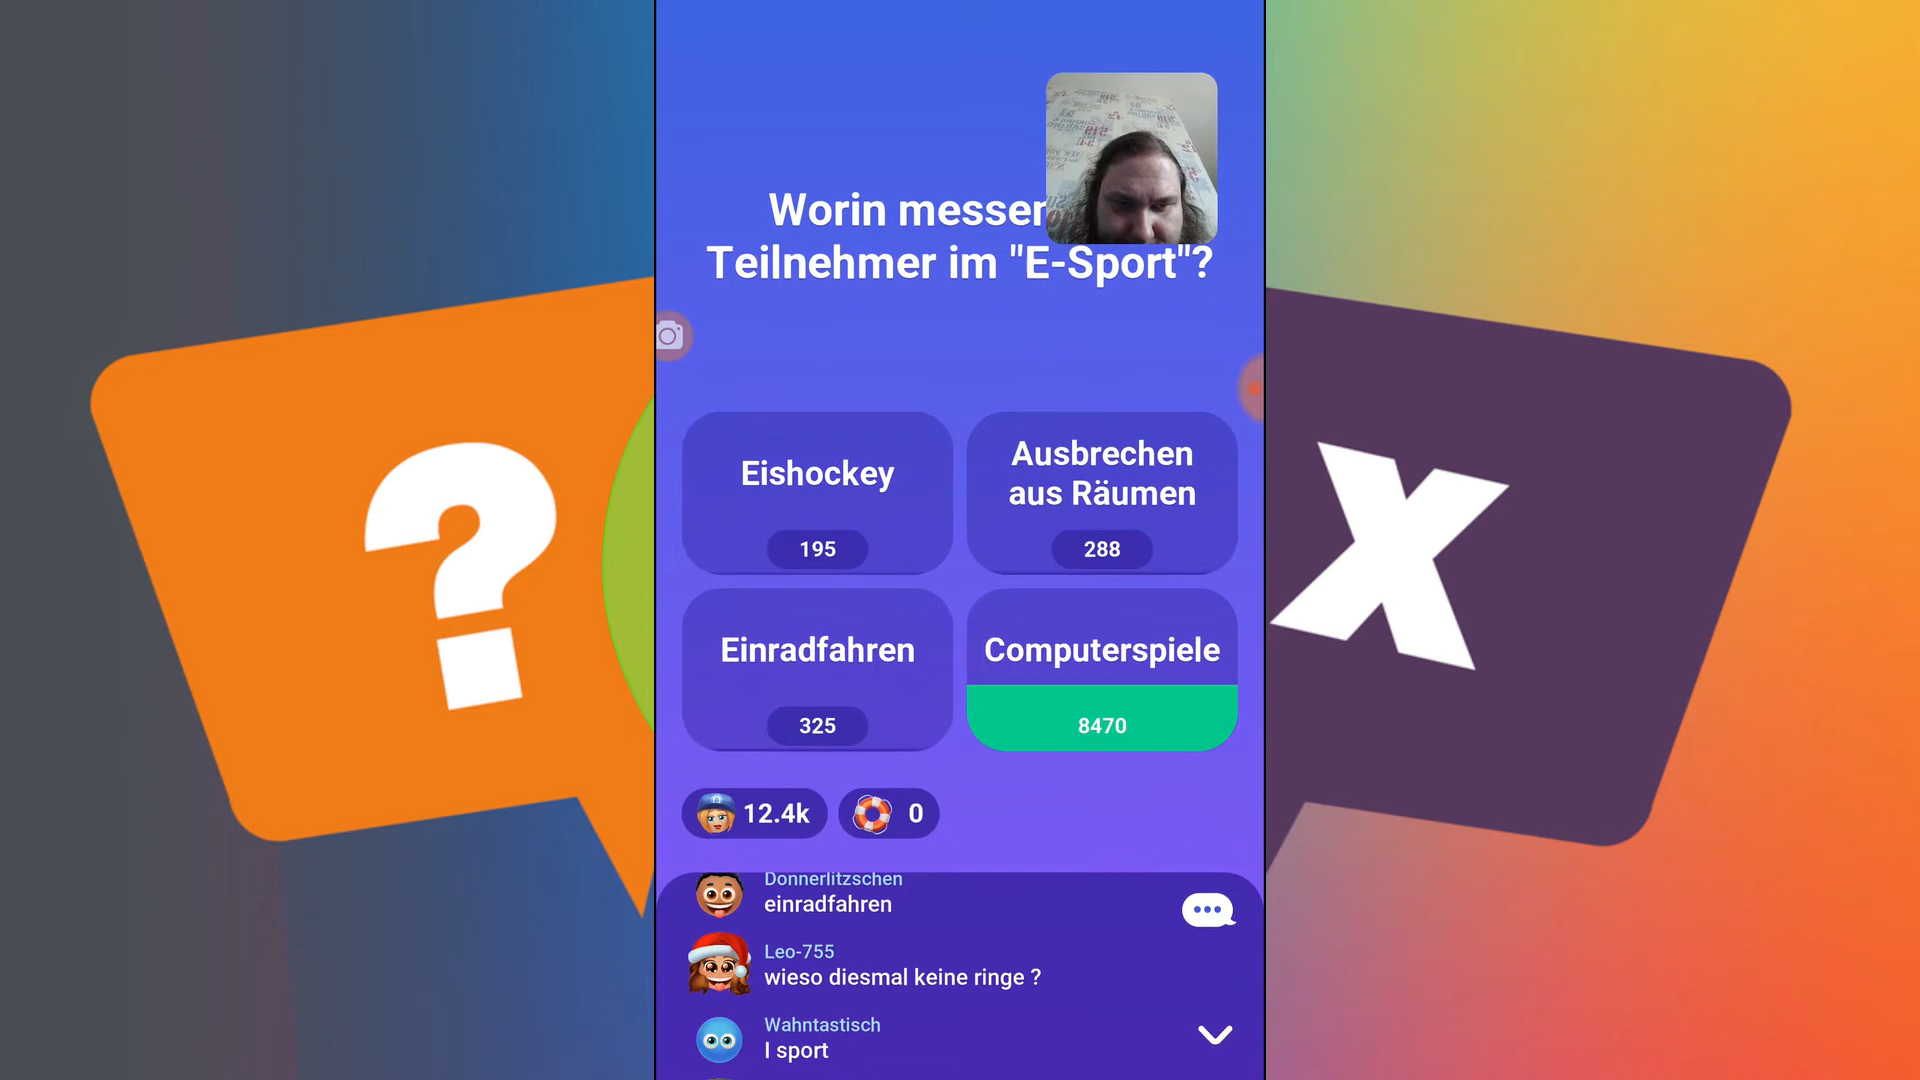 Worin messen
Teilnehmer im "E-Sport"?
Eishockey
195
Ausbrechen
aus Räumen
288
Einradfahren
325
Computerspiele
8470
12.4k
0
Donnerlitzschen
einradfahren
Leo-755
wieso diesmal keine ringe ?
Wahntastisch
I sport
?
x